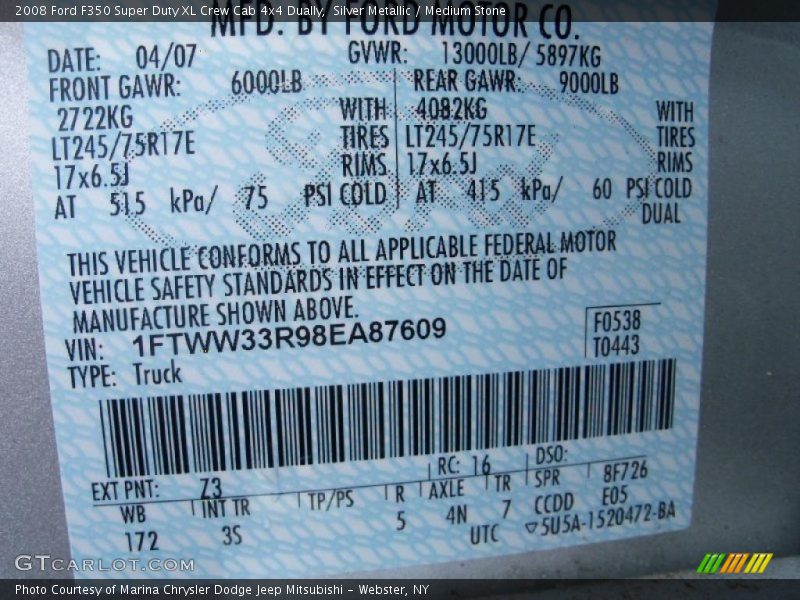 2008 Ford F350 Super Duty XL Crew Cab 4x4 Dually, Silver Metallic / Medium Stone
MFD. BY FORD MOTOR CO.
DATE: 04/07 GVWR: 13000LB/ 5897KG
FRONT GAWR: 6000LB REAR GAWR: 9000LB
2722KG WITH 4082KG WITH
LT245/75R17E TIRES LT245/75R17E TIRES
17x6.5J RIMS 17x6.5J RIMS
AT 515 kPa/ 75 PSI COLD AT 415 kPa/ 60 PSI COLD
DUAL
THIS VEHICLE CONFORMS TO ALL APPLICABLE FEDERAL MOTOR
VEHICLE SAFETY STANDARDS IN EFFECT ON THE DATE OF
MANUFACTURE SHOWN ABOVE.
VIN: 1FTWW33R98EA87609 F0538
TYPE: Truck T0443
EXT PNT: Z3 RC: 16 DSO:
WB INT TR TP/PS R AXLE TR SPR 8F726
172 3S 5 4N 7 CCDD E05
UTC ▽5U5A-1520472-BA
GTCarLot.com
Photo Courtesy of Marina Chrysler Dodge Jeep Mitsubishi – Webster, NY